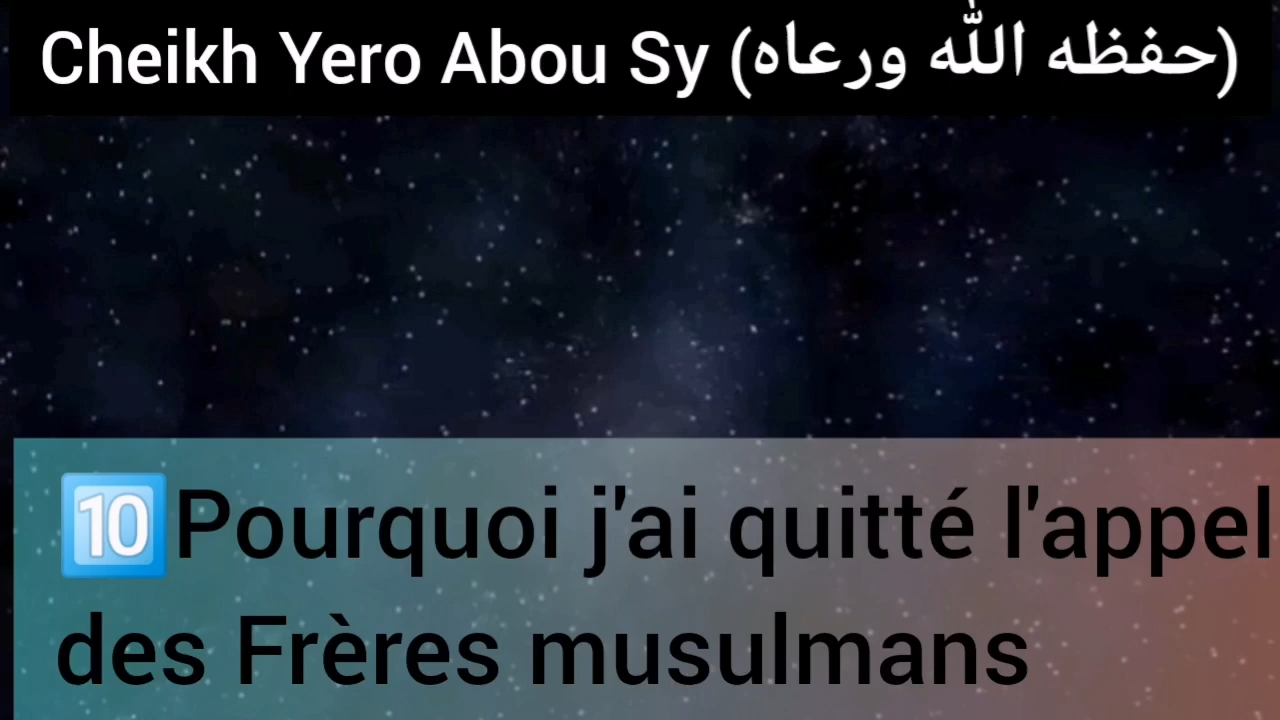 Cheikh Yero Abou Sy (حفظه الله ورعاه)
🔟Pourquoi j'ai quitté l'appel
des Frères musulmans